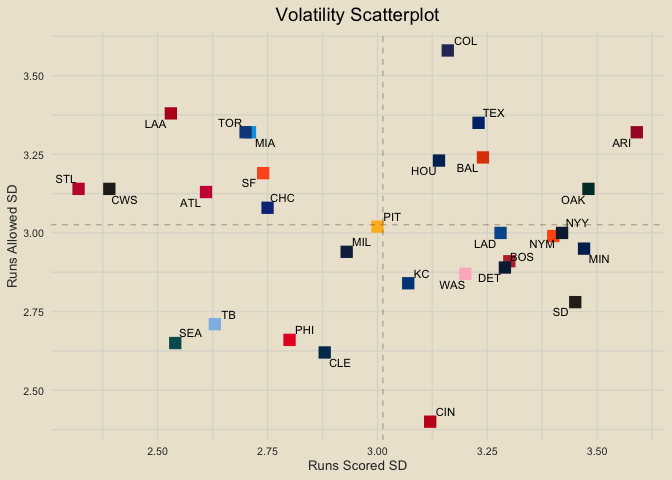 Volatility Scatterplot
COL
3.50
TEX
LAA
TOR
MIA
ARI
3.25
HOU
BAL
STL
CWS
ATL
SF
CHC
OAK
PIT
3.00
MIL
LAD
NYM
NYY
MIN
KC
WAS
DET
BOS
SD
2.75
TB
SEA
PHI
CLE
2.50
CIN
Runs Allowed SD
2.50 2.75 3.00 3.25 3.50
Runs Scored SD